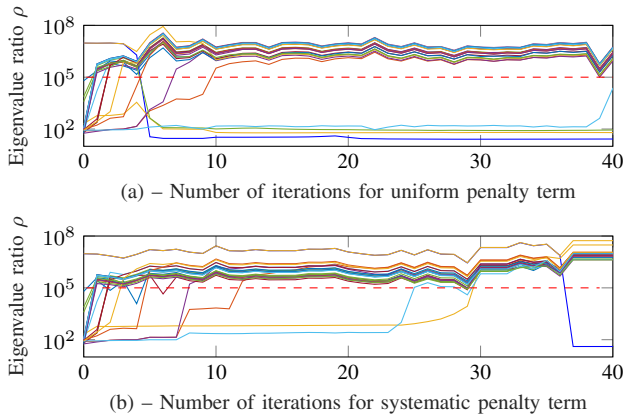 Eigenvalue ratio ρ
10^8
10^5
10^2
0 10 20 30 40
(a) – Number of iterations for uniform penalty term
Eigenvalue ratio ρ
10^8
10^5
10^2
0 10 20 30 40
(b) – Number of iterations for systematic penalty term